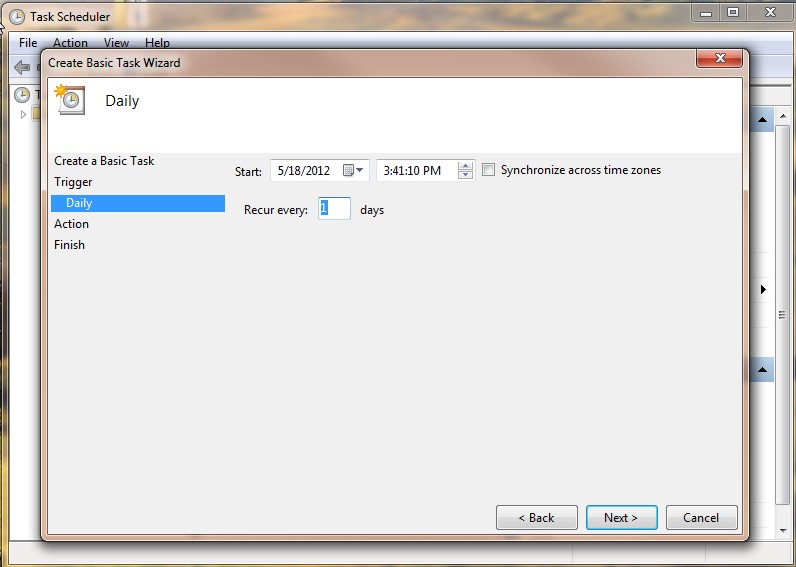 Task Scheduler
File Action View Help
Create Basic Task Wizard
Daily
Create a Basic Task
Trigger
Daily
Action
Finish
Start: 5/18/2012 3:41:10 PM Synchronize across time zones
Recur every: 1 days
< Back Next > Cancel